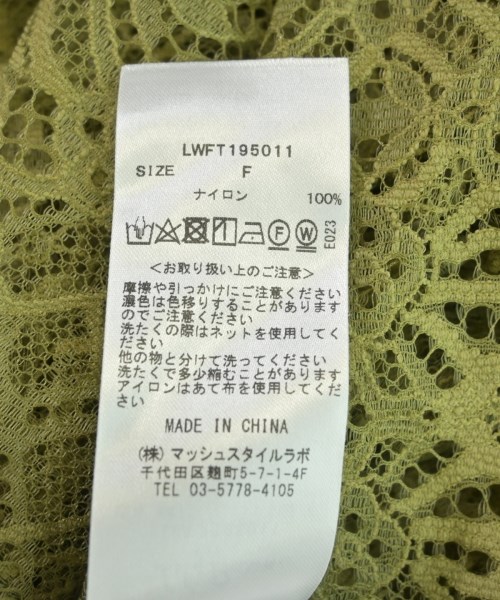 LWFT195011
SIZE F
ナイロン 100%
F W E023
<お取り扱い上のご注意>
摩擦や引っかけにご注意ください
濃色は色移りすることがあります
のでご注意ください
洗たくの際はネットを使用してく
ださい
他の物と分けて洗ってください
洗たくで多少縮むことがあります
アイロンはあて布を使用してくだ
さい
MADE IN CHINA
(株) マッシュスタイルラボ
千代田区麹町5-7-1-4F
TEL 03-5778-4105